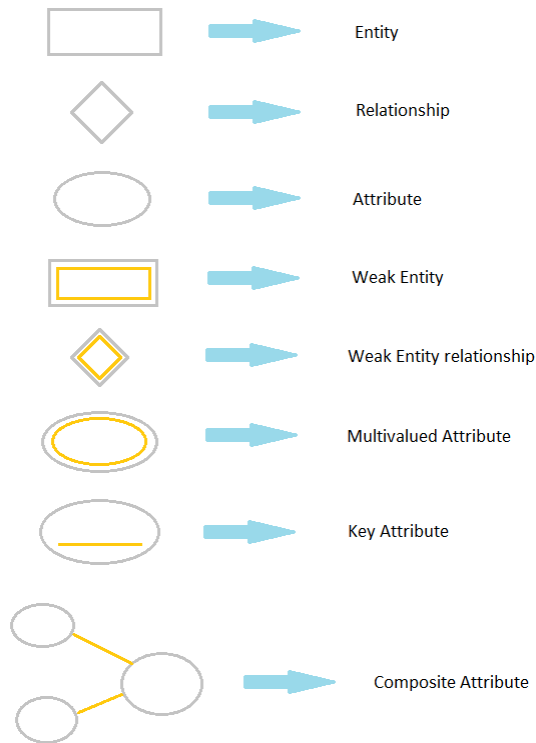 Entity
Relationship
Attribute
Weak Entity
Weak Entity relationship
Multivalued Attribute
Key Attribute
Composite Attribute